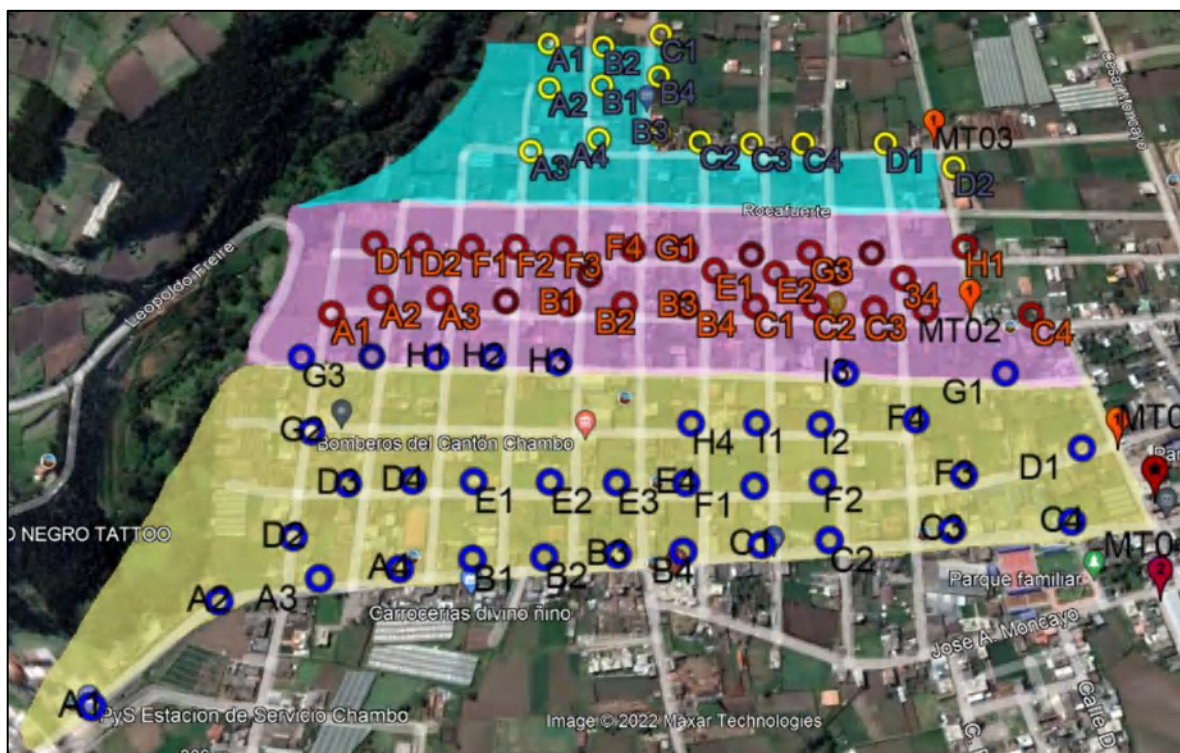 C1
A1
B2
A2
B1
B4
B3
Cesar Moncayo
MT03
A3
A4
C2
C3
C4
D1
D2
Rocafuerte
Leopoldo Freire
D1
D2
F1
F2
F3
F4
G1
E1
E2
G3
H1
34
A1
A2
A3
B1
B2
B3
B4
C1
C2
C3
MT02
C4
G3
H1
H2
H3
I3
G1
G2
Bomberos del Cantón Chambo
H4
I1
I2
F4
D3
D4
E1
E2
E3
E4
F1
F2
F3
D1
O NEGRO TATTOO
D2
A2
A3
A4
B1
B2
B3
B4
C1
C2
C3
C4
Parque familiar
Carrocerias divino ñino
Jose A. Moncayo
A1
PyS Estacion de Servicio Chambo
Image © 2022 Maxar Technologies
Calle D
C.